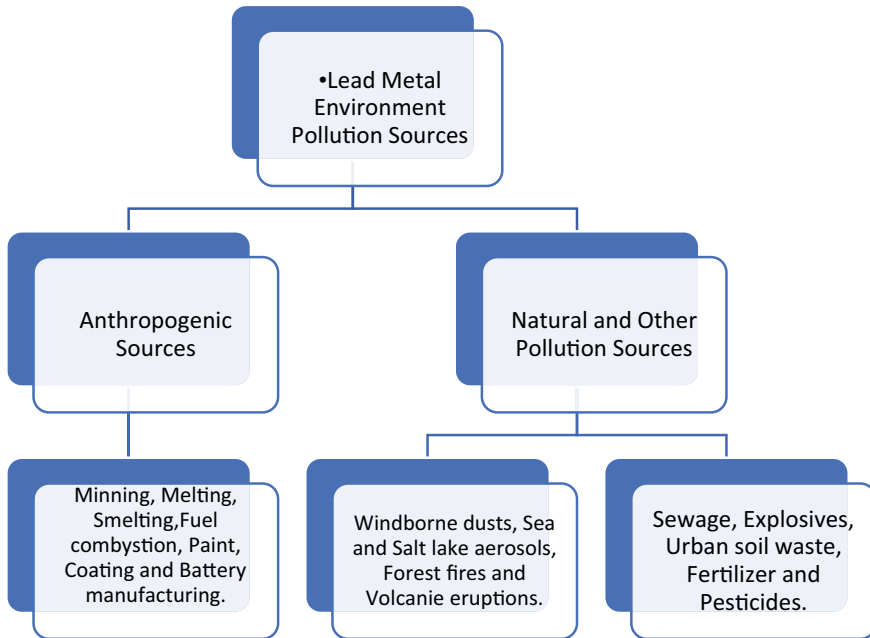 •Lead Metal
Environment
Pollution Sources
Anthropogenic
Sources
Natural and Other
Pollution Sources
Minning, Melting,
Smelting,Fuel
combystion, Paint,
Coating and Battery
manufacturing.
Windborne dusts, Sea
and Salt lake aerosols,
Forest fires and
Volcanie eruptions.
Sewage, Explosives,
Urban soil waste,
Fertilizer and
Pesticides.